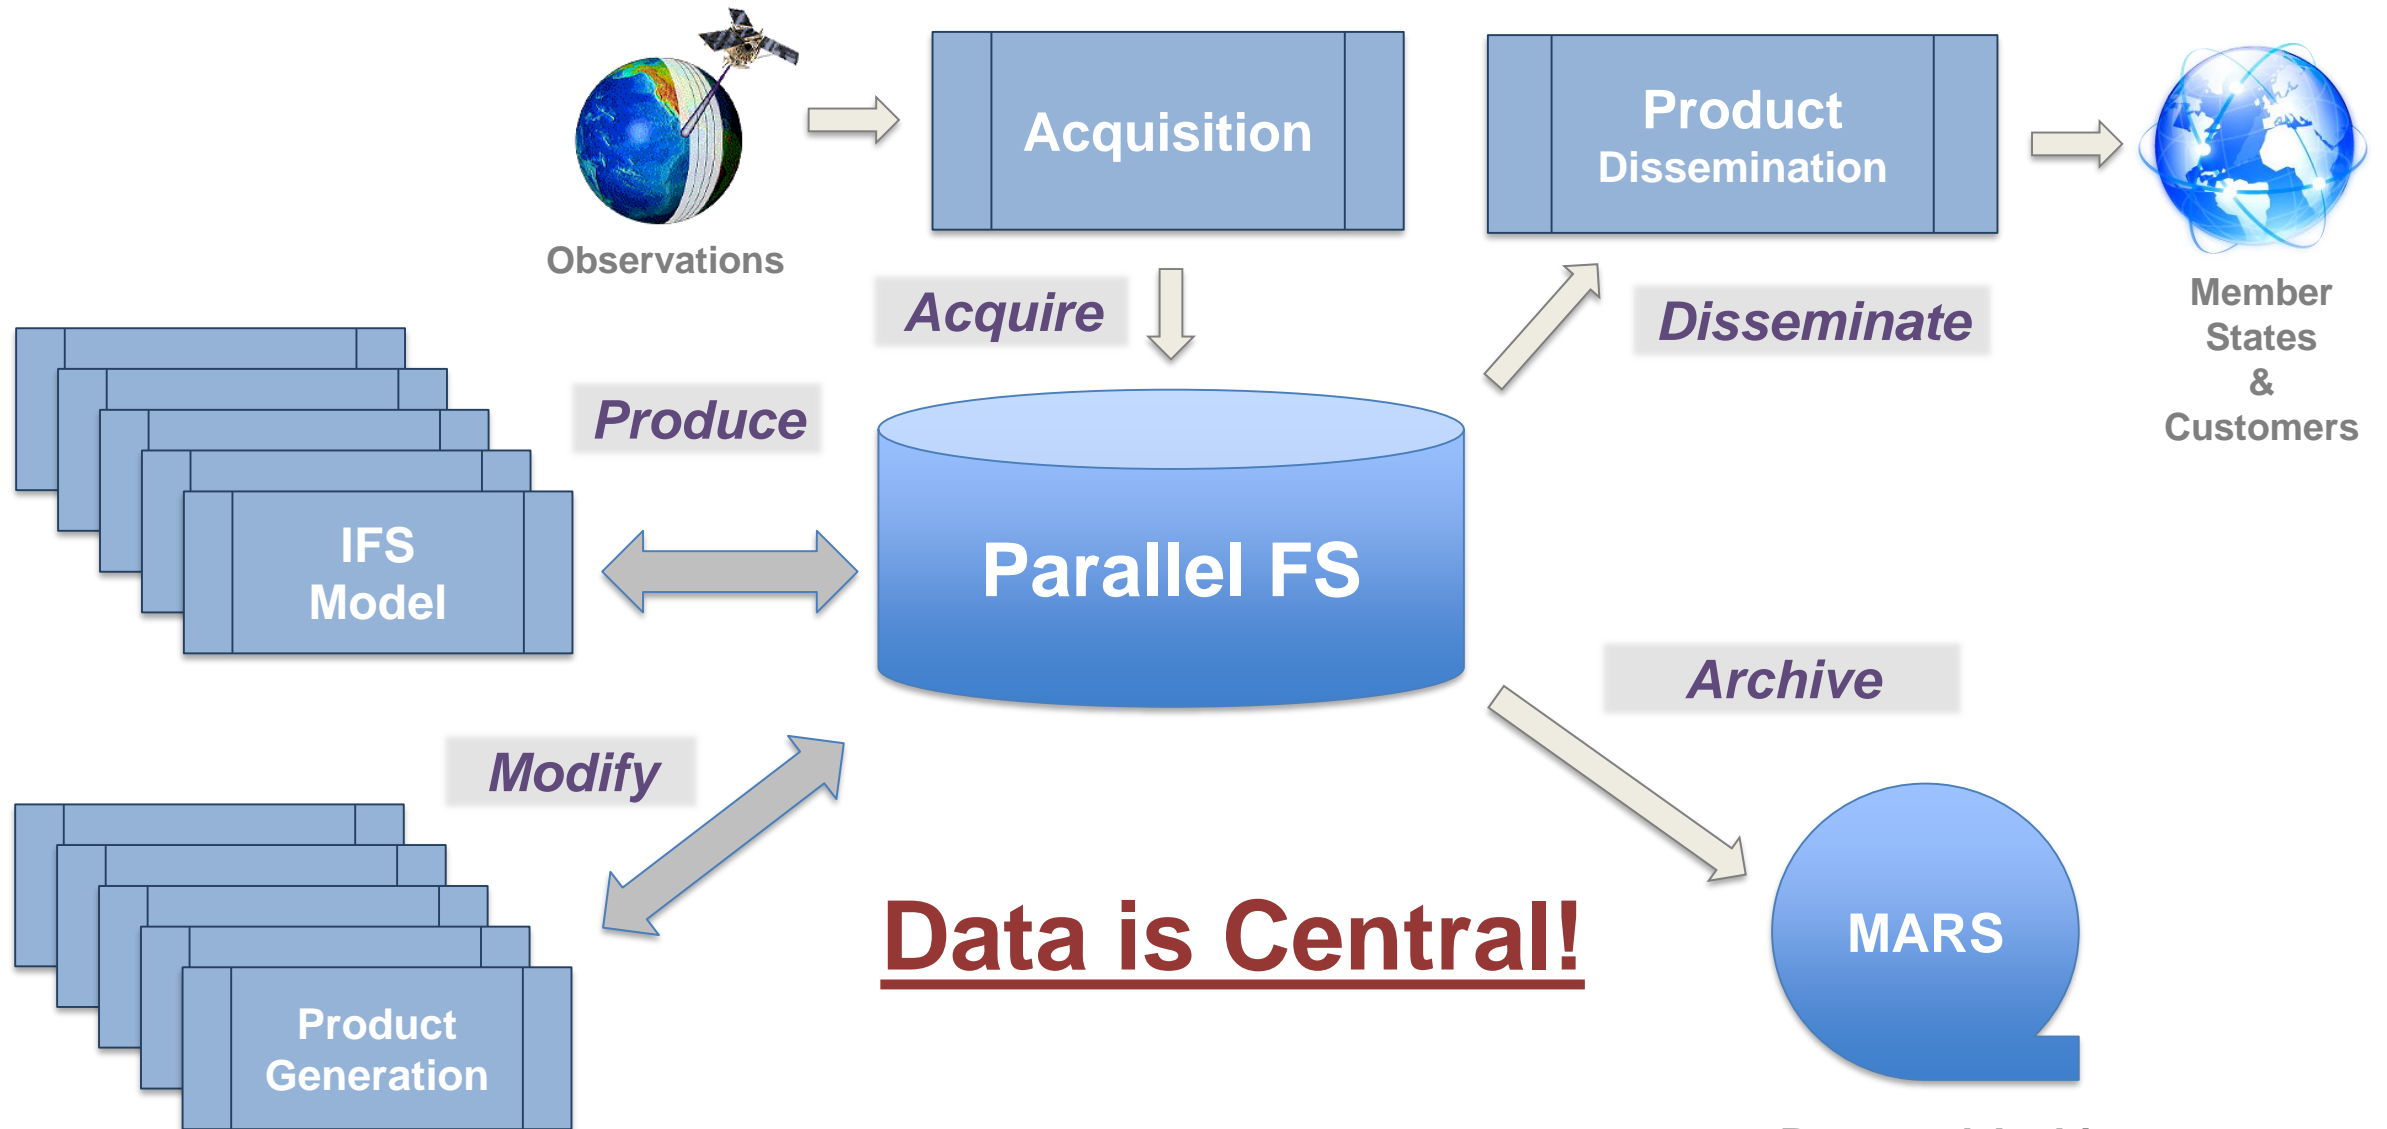 Acquisition
Product
Dissemination
Observations
Acquire
Disseminate
Member
States
&
Customers
Produce
IFS
Model
Parallel FS
Archive
Modify
Data is Central!
MARS
Product
Generation